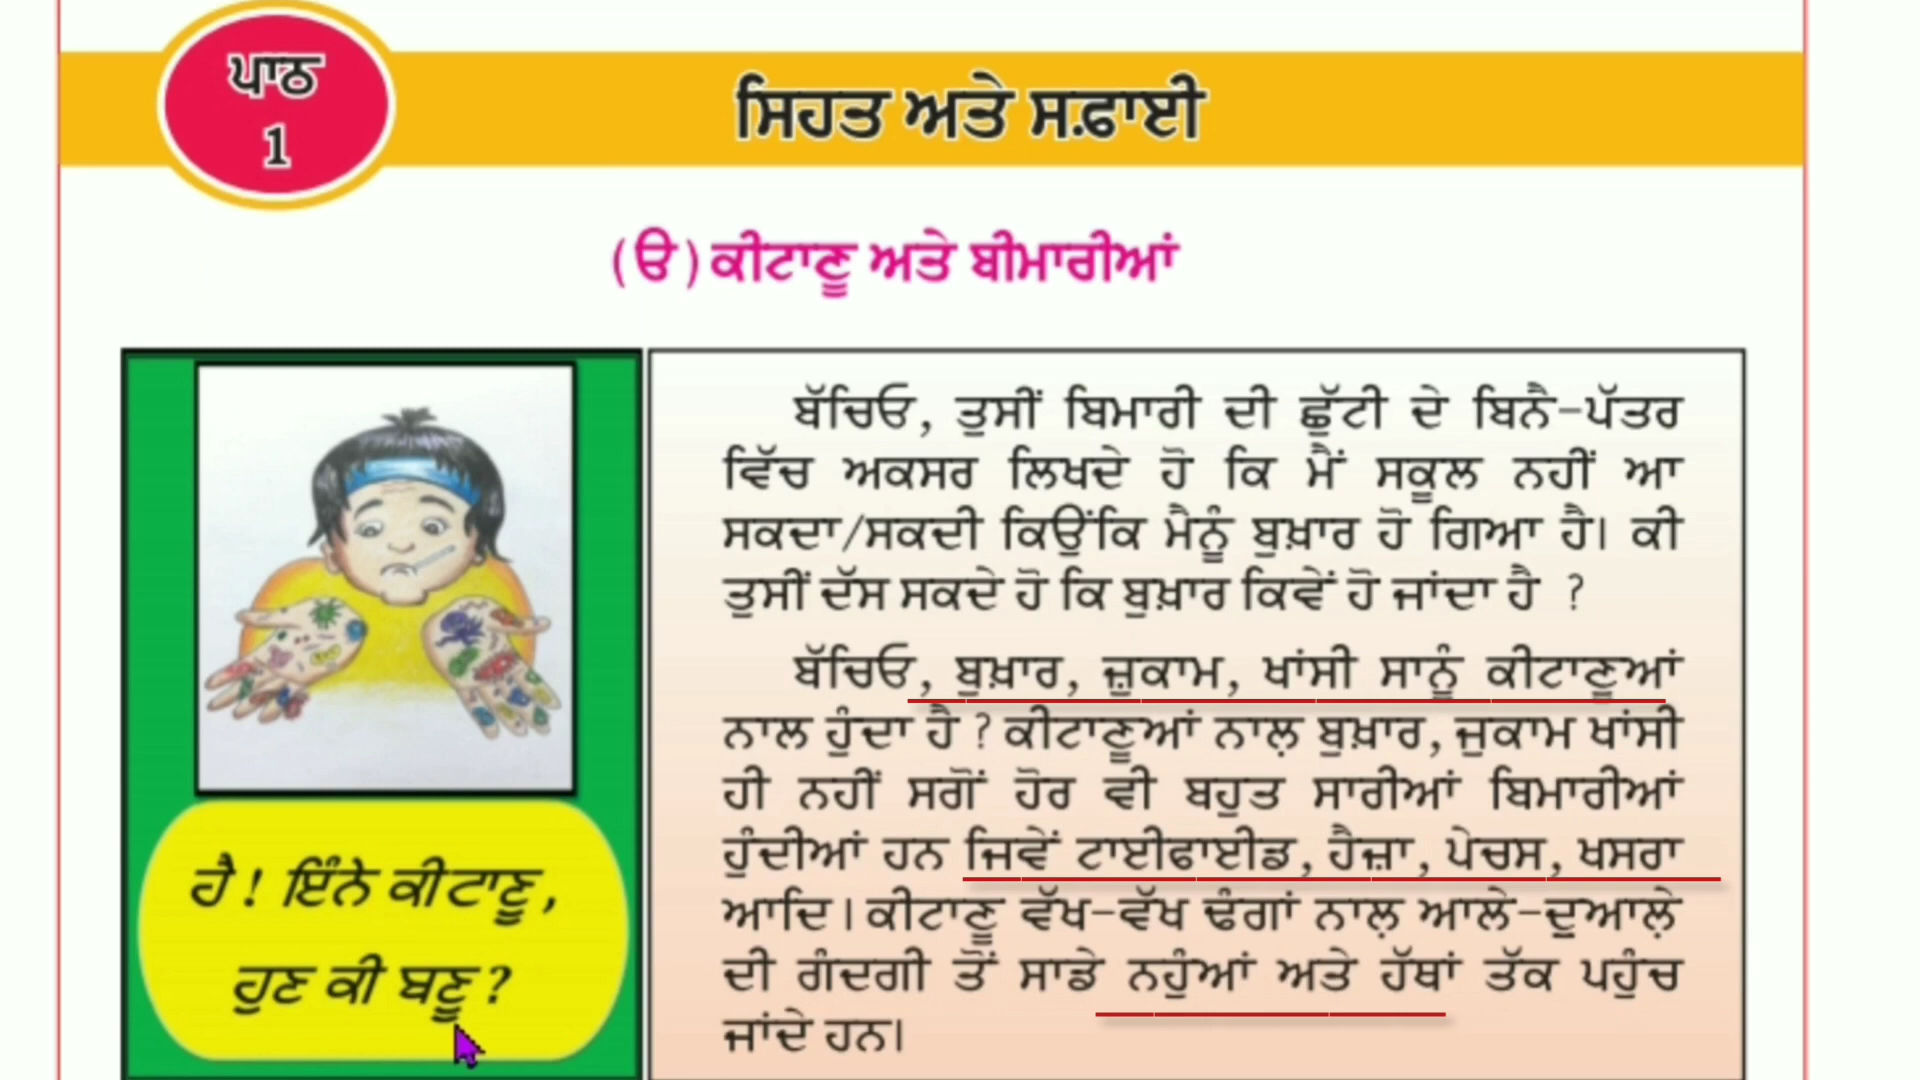 ਪਾਠ
1
ਸਿਹਤ ਅਤੇ ਸਫ਼ਾਈ
(ੳ) ਕੀਟਾਣੂ ਅਤੇ ਬੀਮਾਰੀਆਂ
ਬੱਚਿਓ, ਤੁਸੀਂ ਬਿਮਾਰੀ ਦੀ ਛੁੱਟੀ ਦੇ ਬਿਨੈ-ਪੱਤਰ
ਵਿੱਚ ਅਕਸਰ ਲਿਖਦੇ ਹੋ ਕਿ ਮੈਂ ਸਕੂਲ ਨਹੀਂ ਆ
ਸਕਦਾ/ਸਕਦੀ ਕਿਉਂਕਿ ਮੈਨੂੰ ਬੁਖ਼ਾਰ ਹੋ ਗਿਆ ਹੈ। ਕੀ
ਤੁਸੀਂ ਦੱਸ ਸਕਦੇ ਹੋ ਕਿ ਬੁਖ਼ਾਰ ਕਿਵੇਂ ਹੋ ਜਾਂਦਾ ਹੈ ?
ਬੱਚਿਓ, ਬੁਖ਼ਾਰ, ਜ਼ੁਕਾਮ, ਖਾਂਸੀ ਸਾਨੂੰ ਕੀਟਾਣੂਆਂ
ਨਾਲ ਹੁੰਦਾ ਹੈ ? ਕੀਟਾਣੂਆਂ ਨਾਲ਼ ਬੁਖ਼ਾਰ, ਜੁਕਾਮ ਖਾਂਸੀ
ਹੀ ਨਹੀਂ ਸਗੋਂ ਹੋਰ ਵੀ ਬਹੁਤ ਸਾਰੀਆਂ ਬਿਮਾਰੀਆਂ
ਹੁੰਦੀਆਂ ਹਨ ਜਿਵੇਂ ਟਾਈਫਾਈਡ, ਹੈਜ਼ਾ, ਪੇਚਸ, ਖਸਰਾ
ਆਦਿ। ਕੀਟਾਣੂ ਵੱਖ-ਵੱਖ ਢੰਗਾਂ ਨਾਲ਼ ਆਲੇ-ਦੁਆਲ਼ੇ
ਦੀ ਗੰਦਗੀ ਤੋਂ ਸਾਡੇ ਨਹੁੰਆਂ ਅਤੇ ਹੱਥਾਂ ਤੱਕ ਪਹੁੰਚ
ਜਾਂਦੇ ਹਨ।
ਹੈ! ਇੰਨੇ ਕੀਟਾਣੂ,
ਹੁਣ ਕੀ ਬਣੂ?